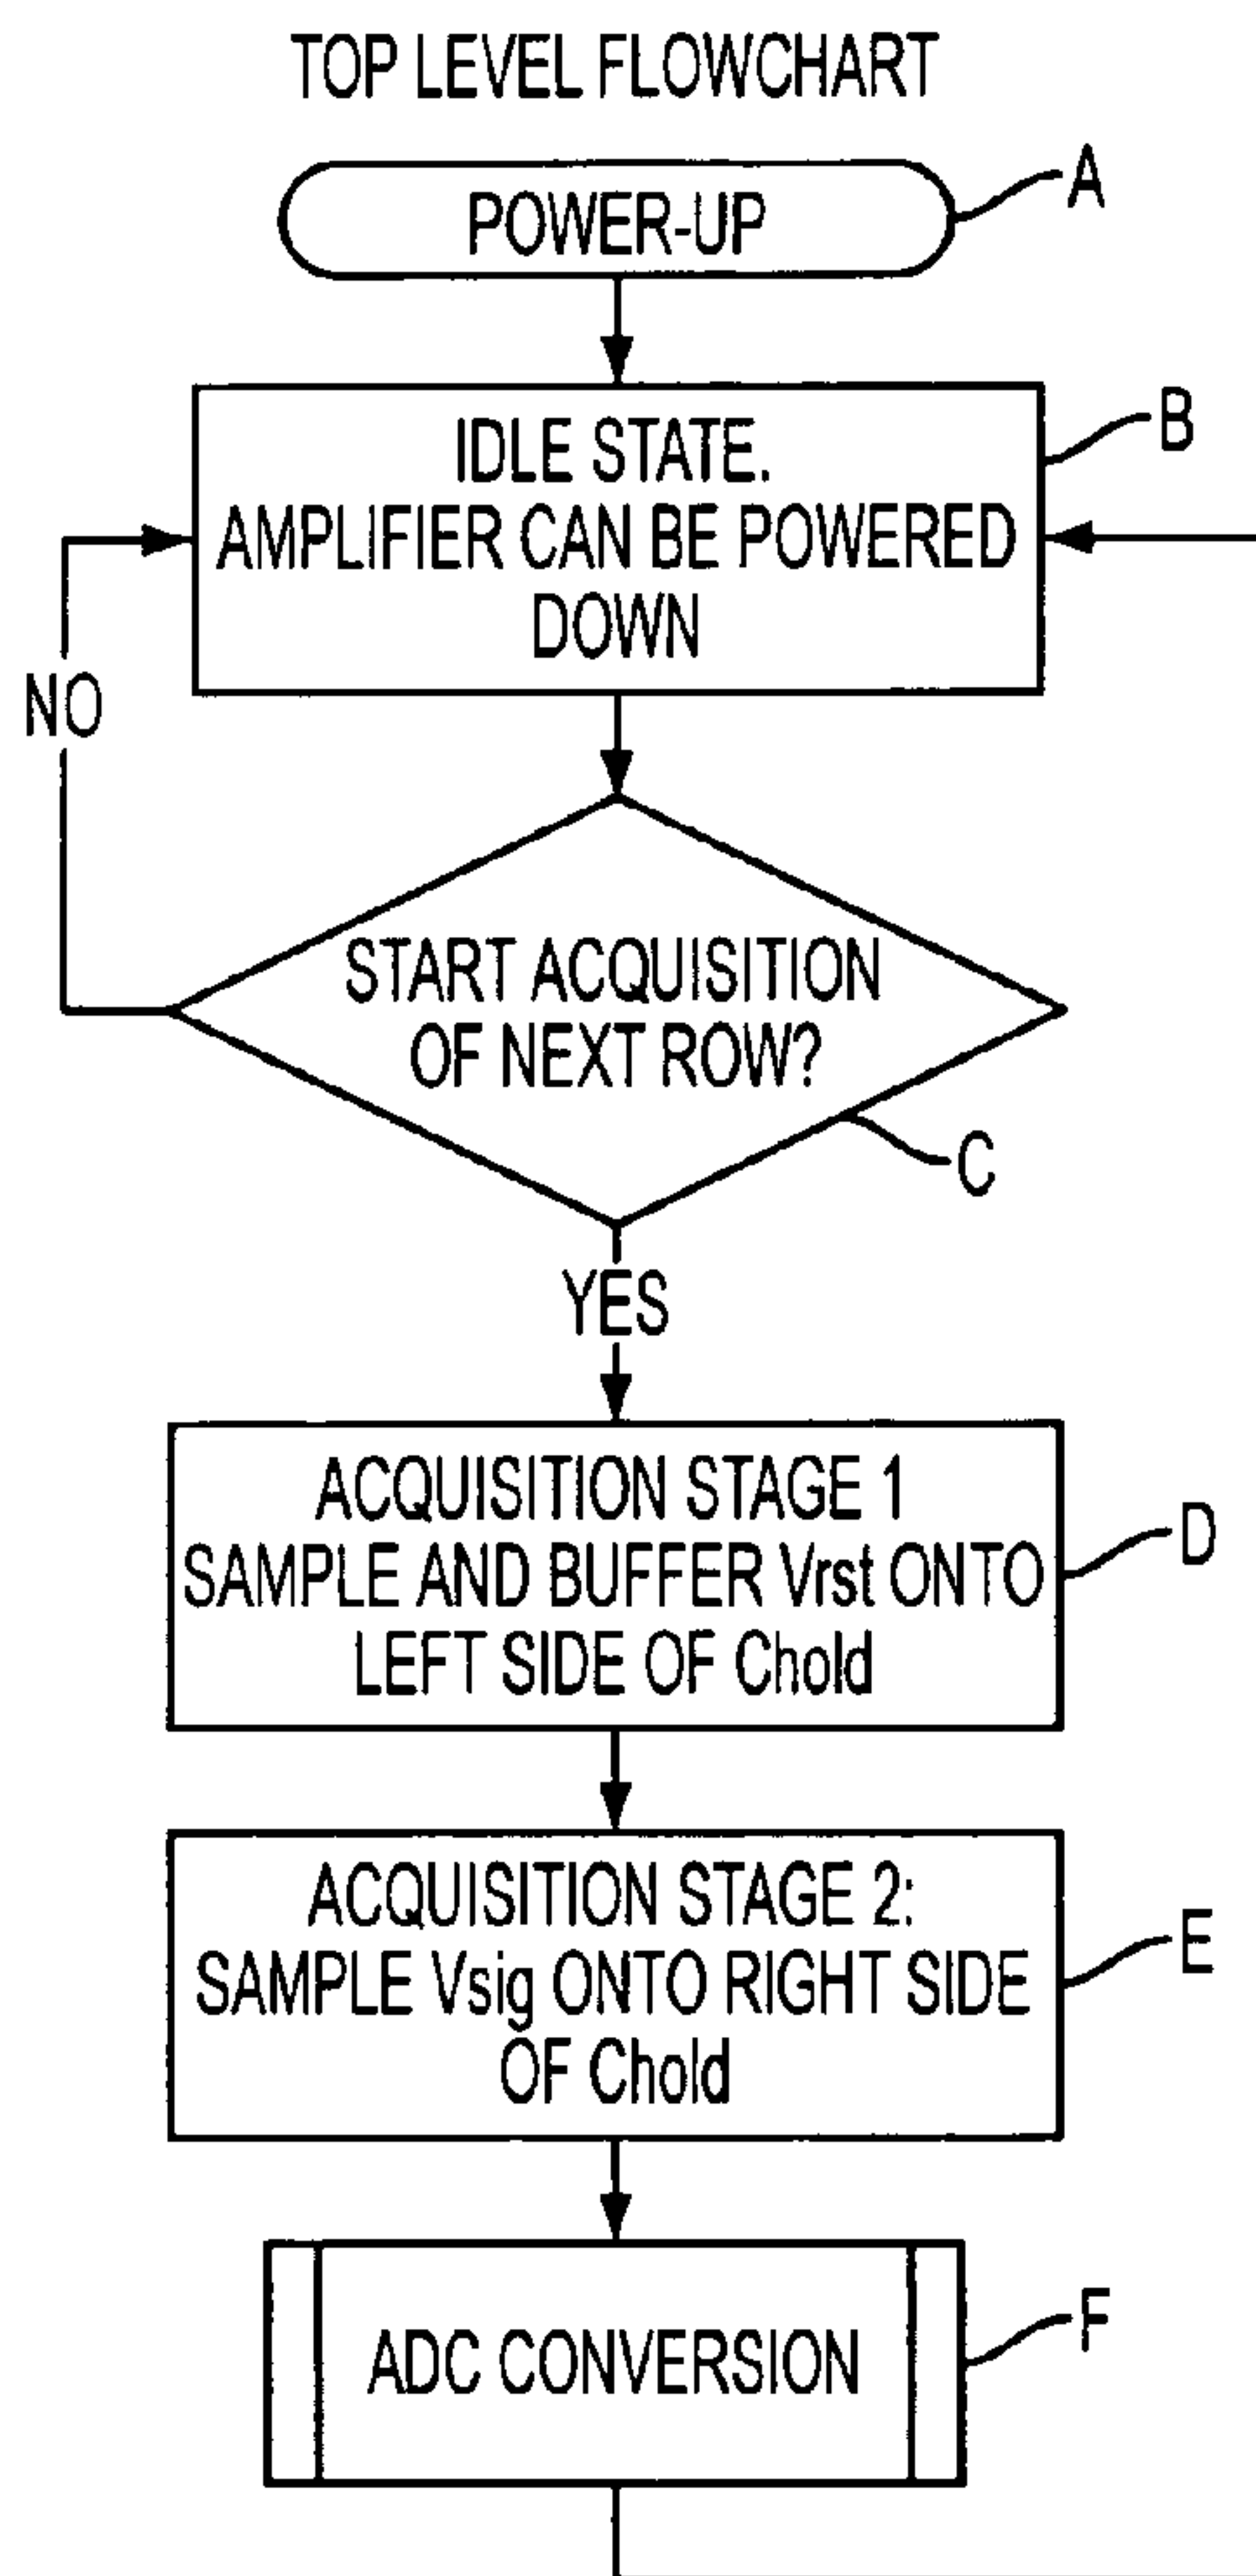 TOP LEVEL FLOWCHART
POWER-UP
A
IDLE STATE.
AMPLIFIER CAN BE POWERED
DOWN
B
NO
START ACQUISITION
OF NEXT ROW?
C
YES
ACQUISITION STAGE 1
SAMPLE AND BUFFER Vrst ONTO
LEFT SIDE OF Chold
D
ACQUISITION STAGE 2:
SAMPLE Vsig ONTO RIGHT SIDE
OF Chold
E
ADC CONVERSION
F